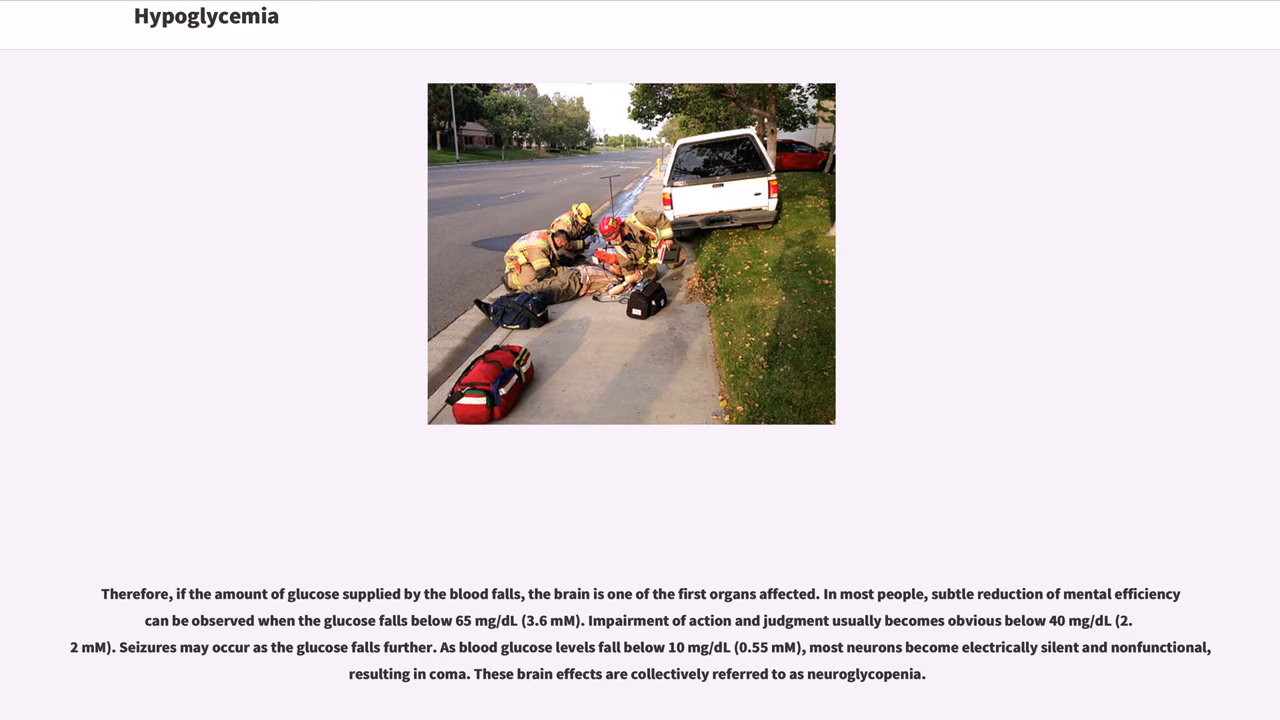 Hypoglycemia
Therefore, if the amount of glucose supplied by the blood falls, the brain is one of the first organs affected. In most people, subtle reduction of mental efficiency
can be observed when the glucose falls below 65 mg/dL (3.6 mM). Impairment of action and judgment usually becomes obvious below 40 mg/dL (2.
2 mM). Seizures may occur as the glucose falls further. As blood glucose levels fall below 10 mg/dL (0.55 mM), most neurons become electrically silent and nonfunctional,
resulting in coma. These brain effects are collectively referred to as neuroglycopenia.